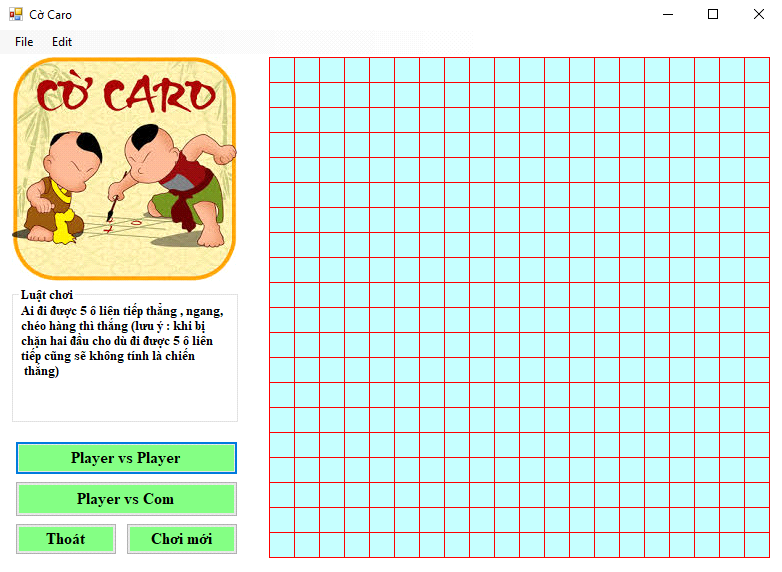 Cờ Caro
File Edit
CỜ CARO
Luật chơi
Ai đi được 5 ô liên tiếp thẳng , ngang,
chéo hàng thì thắng (lưu ý : khi bị
chặn hai đầu cho dù đi được 5 ô liên
tiếp cũng sẽ không tính là chiến
thắng)
Player vs Player
Player vs Com
Thoát Chơi mới